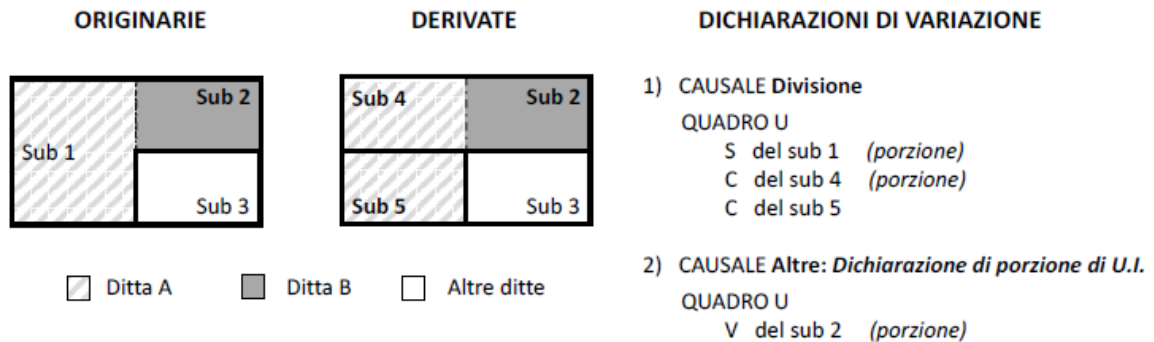 ORIGINARIE
DERIVATE
DICHIARAZIONI DI VARIAZIONE
Sub 1
Sub 2
Sub 3
Sub 4
Sub 2
Sub 5
Sub 3
Ditta A
Ditta B
Altre ditte
1) CAUSALE Divisione
QUADRO U
S del sub 1 (porzione)
C del sub 4 (porzione)
C del sub 5
2) CAUSALE Altre: Dichiarazione di porzione di U.I.
QUADRO U
V del sub 2 (porzione)